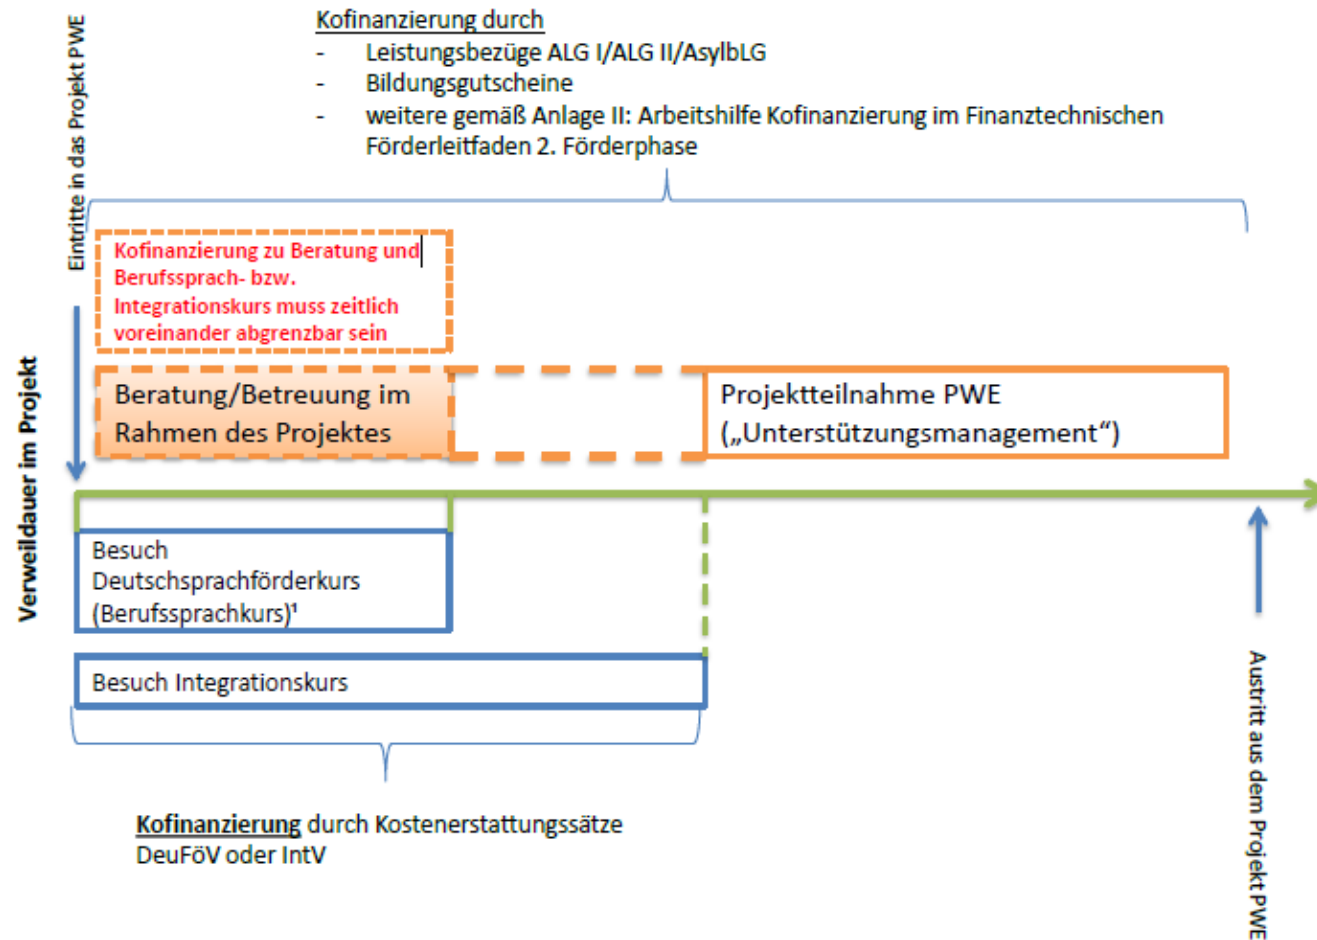 Kofinanzierung durch
- Leistungsbezüge ALG I/ALG II/AsylbLG
- Bildungsgutscheine
- weitere gemäß Anlage II: Arbeitshilfe Kofinanzierung im Finanztechnischen
Förderleitfaden 2. Förderphase
Eintritte in das Projekt PWE
Kofinanzierung zu Beratung und
Berufssprach- bzw.
Integrationskurs muss zeitlich
voreinander abgrenzbar sein
Verweildauer im Projekt
Beratung/Betreuung im
Rahmen des Projektes
Projektteilnahme PWE
(„Unterstützungsmanagement“)
Besuch
Deutschsprachförderkurs
(Berufssprachkurs)¹
Besuch Integrationskurs
Austritt aus dem Projekt PWE
Kofinanzierung durch Kostenerstattungssätze
DeuFöV oder IntV